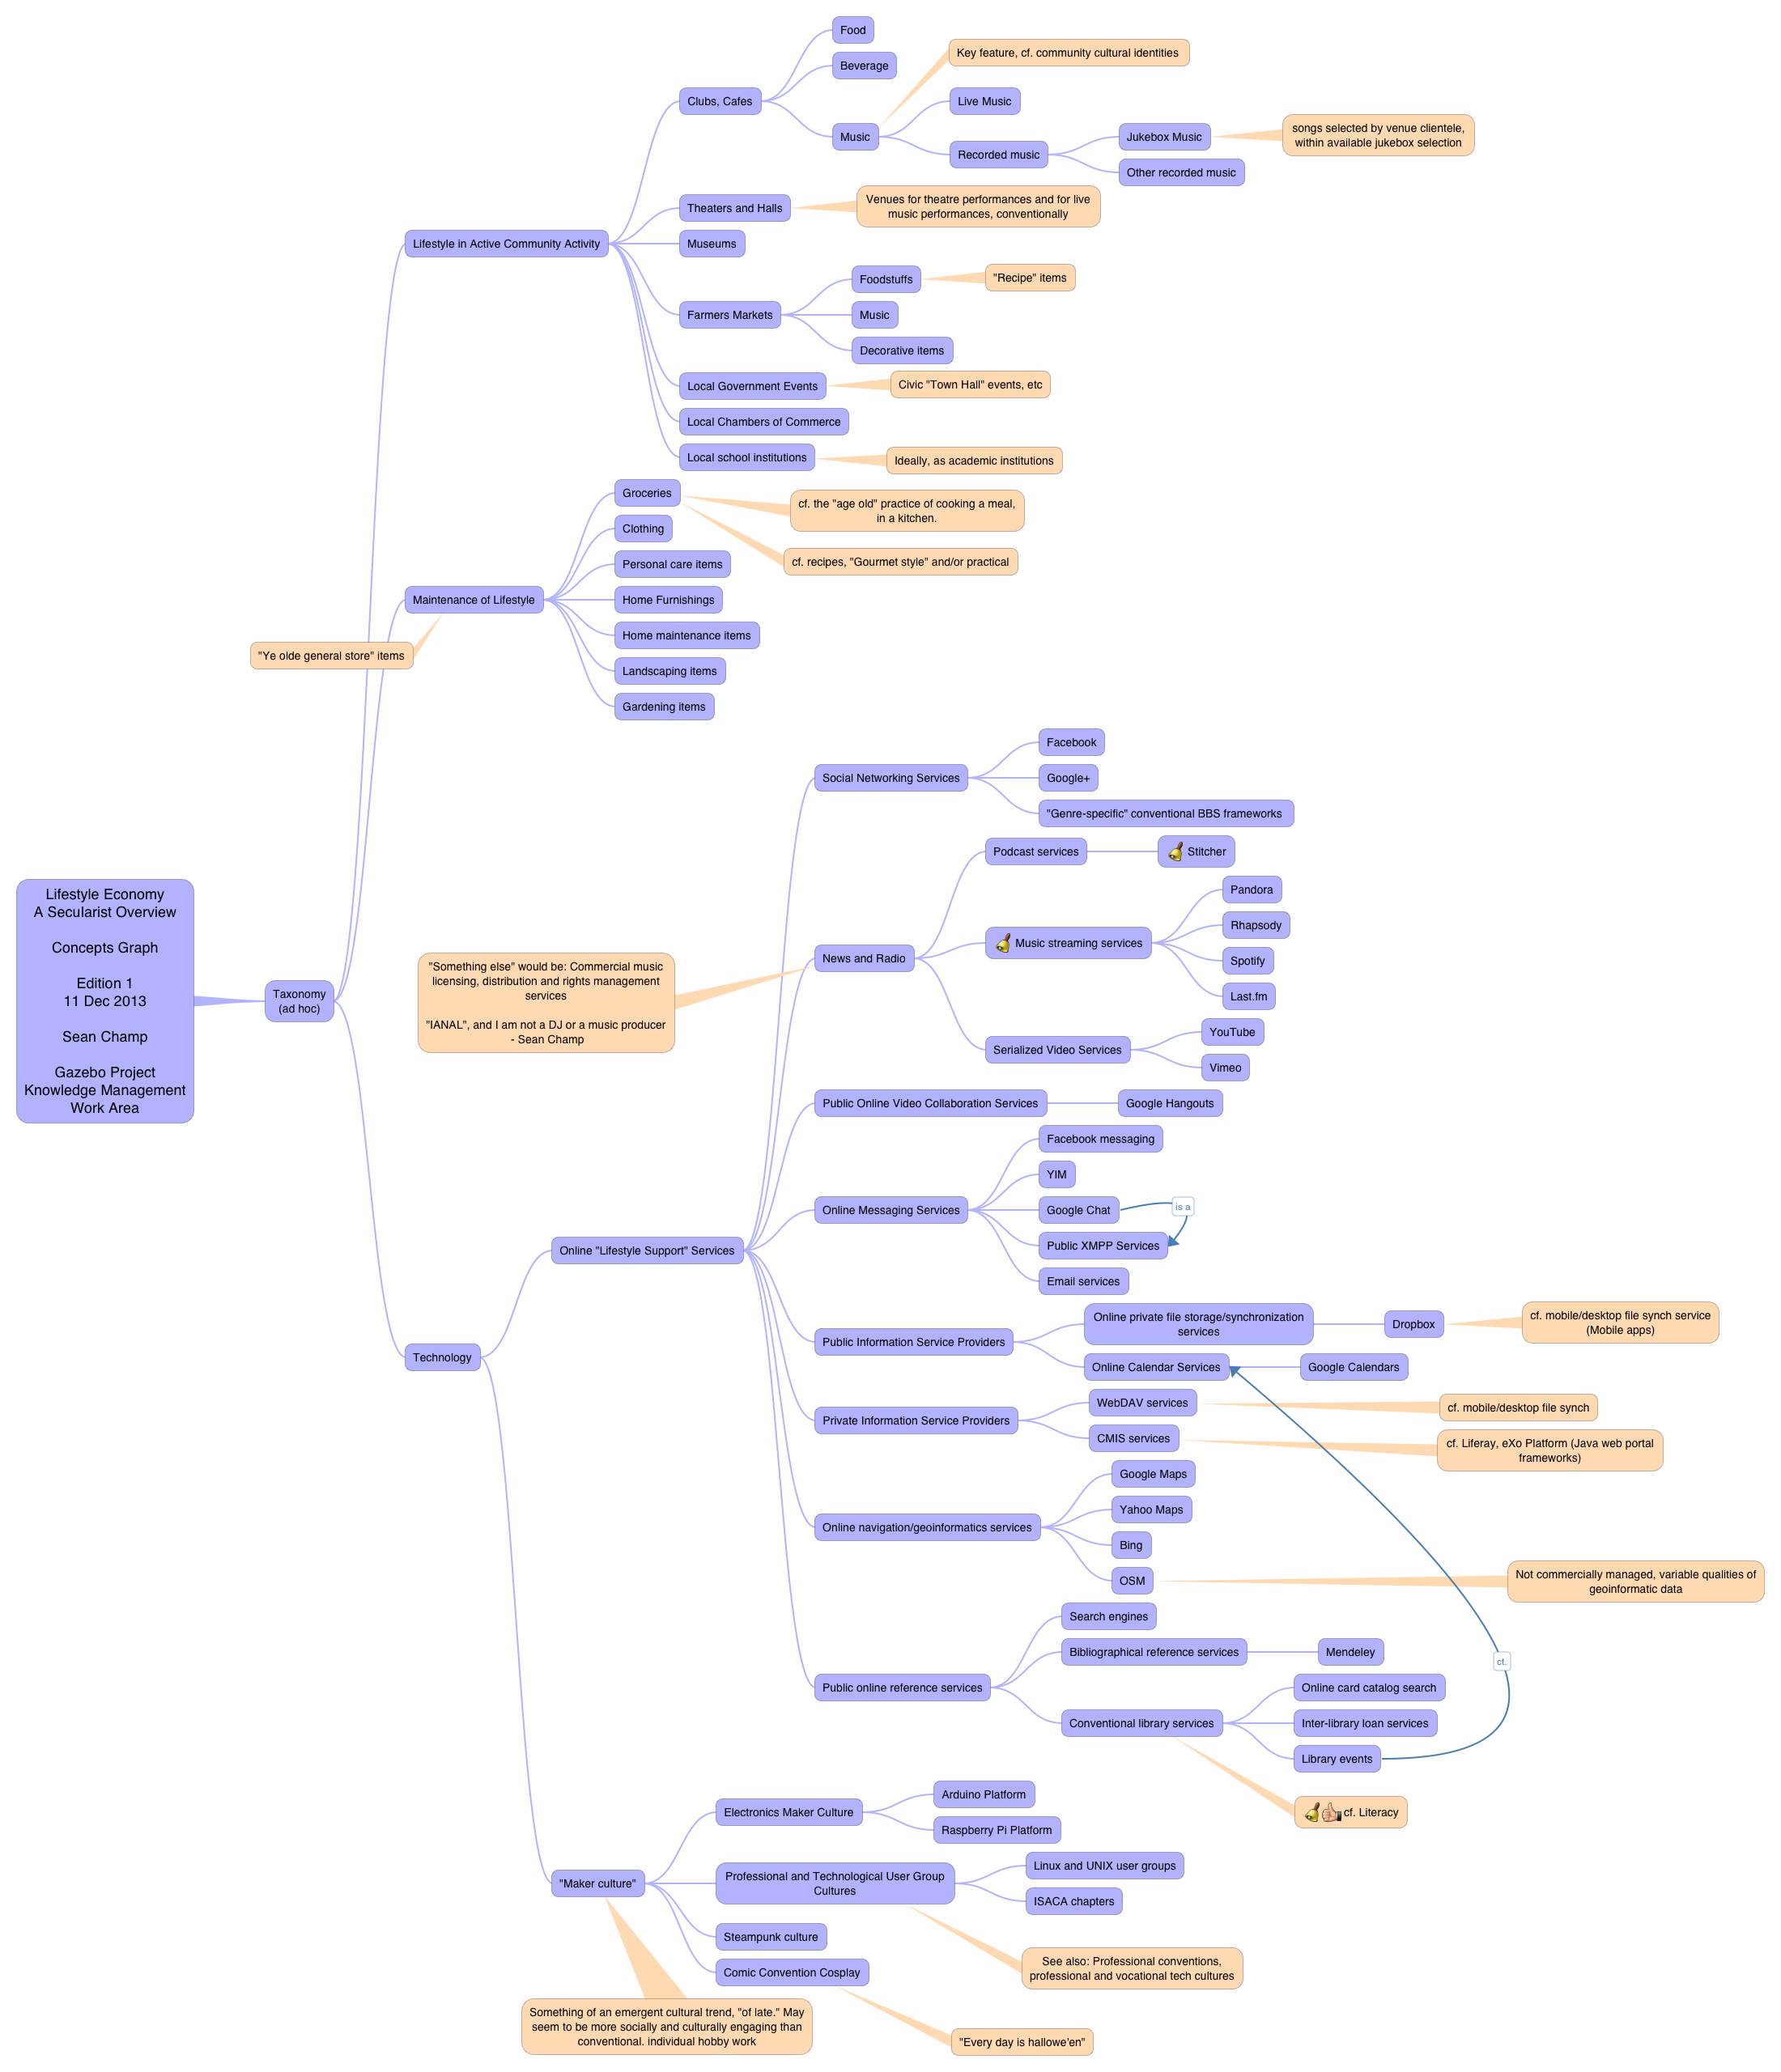 Food
Key feature, cf. community cultural identities
Beverage
Clubs, Cafes
Live Music
Music
Jukebox Music
songs selected by venue clientele,
within available jukebox selection
Recorded music
Other recorded music
Theaters and Halls
Venues for theatre performances and for live
music performances, conventionally
Lifestyle in Active Community Activity
Museums
Foodstuffs
"Recipe" items
Farmers Markets
Music
Decorative items
Local Government Events
Civic "Town Hall" events, etc
Local Chambers of Commerce
Local school institutions
Ideally, as academic institutions
Groceries
cf. the "age old" practice of cooking a meal,
in a kitchen.
Clothing
Personal care items
cf. recipes, "Gourmet style" and/or practical
Maintenance of Lifestyle
Home Furnishings
Home maintenance items
"Ye olde general store" items
Landscaping items
Gardening items
Facebook
Social Networking Services
Google+
"Genre-specific" conventional BBS frameworks
Podcast services
Stitcher
Pandora
Rhapsody
Music streaming services
News and Radio
Spotify
Last.fm
"Something else" would be: Commercial music
licensing, distribution and rights management
services
"IANAL", and I am not a DJ or a music producer
- Sean Champ
YouTube
Serialized Video Services
Vimeo
Lifestyle Economy
A Secularist Overview
Concepts Graph
Edition 1
11 Dec 2013
Sean Champ
Gazebo Project
Knowledge Management
Work Area
Taxonomy
(ad hoc)
Public Online Video Collaboration Services
Google Hangouts
Facebook messaging
YIM
Online Messaging Services
Google Chat
is a
Public XMPP Services
Online "Lifestyle Support" Services
Email services
Online private file storage/synchronization
services
Dropbox
cf. mobile/desktop file synch service
(Mobile apps)
Public Information Service Providers
Technology
Online Calendar Services
Google Calendars
WebDAV services
cf. mobile/desktop file synch
Private Information Service Providers
CMIS services
cf. Liferay, eXo Platform (Java web portal
frameworks)
Google Maps
Yahoo Maps
Online navigation/geoinformatics services
Bing
OSM
Not commercially managed, variable qualities of
geoinformatic data
Search engines
Bibliographical reference services
Mendeley
ct.
Public online reference services
Online card catalog search
Conventional library services
Inter-library loan services
Library events
cf. Literacy
Arduino Platform
Electronics Maker Culture
Raspberry Pi Platform
Linux and UNIX user groups
"Maker culture"
Professional and Technological User Group
Cultures
ISACA chapters
Steampunk culture
See also: Professional conventions,
professional and vocational tech cultures
Comic Convention Cosplay
Something of an emergent cultural trend, "of late." May
seem to be more socially and culturally engaging than
conventional. individual hobby work
"Every day is hallowe'en"